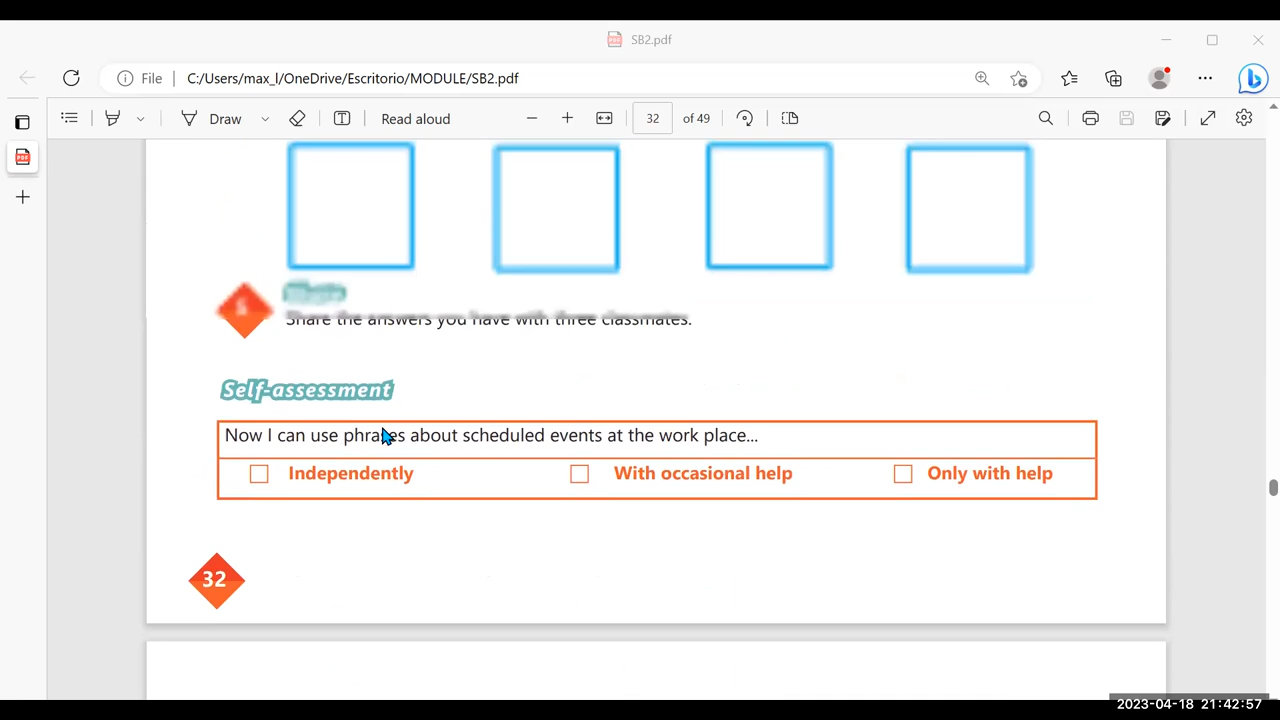 SB2.pdf
File C:/Users/max_l/OneDrive/Escritorio/MODULE/SB2.pdf
Draw Read aloud 32 of 49
Share the answers you have with three classmates.
Self-assessment
Now I can use phrases about scheduled events at the work place...
Independently With occasional help Only with help
32
2023-04-18 21:42:57